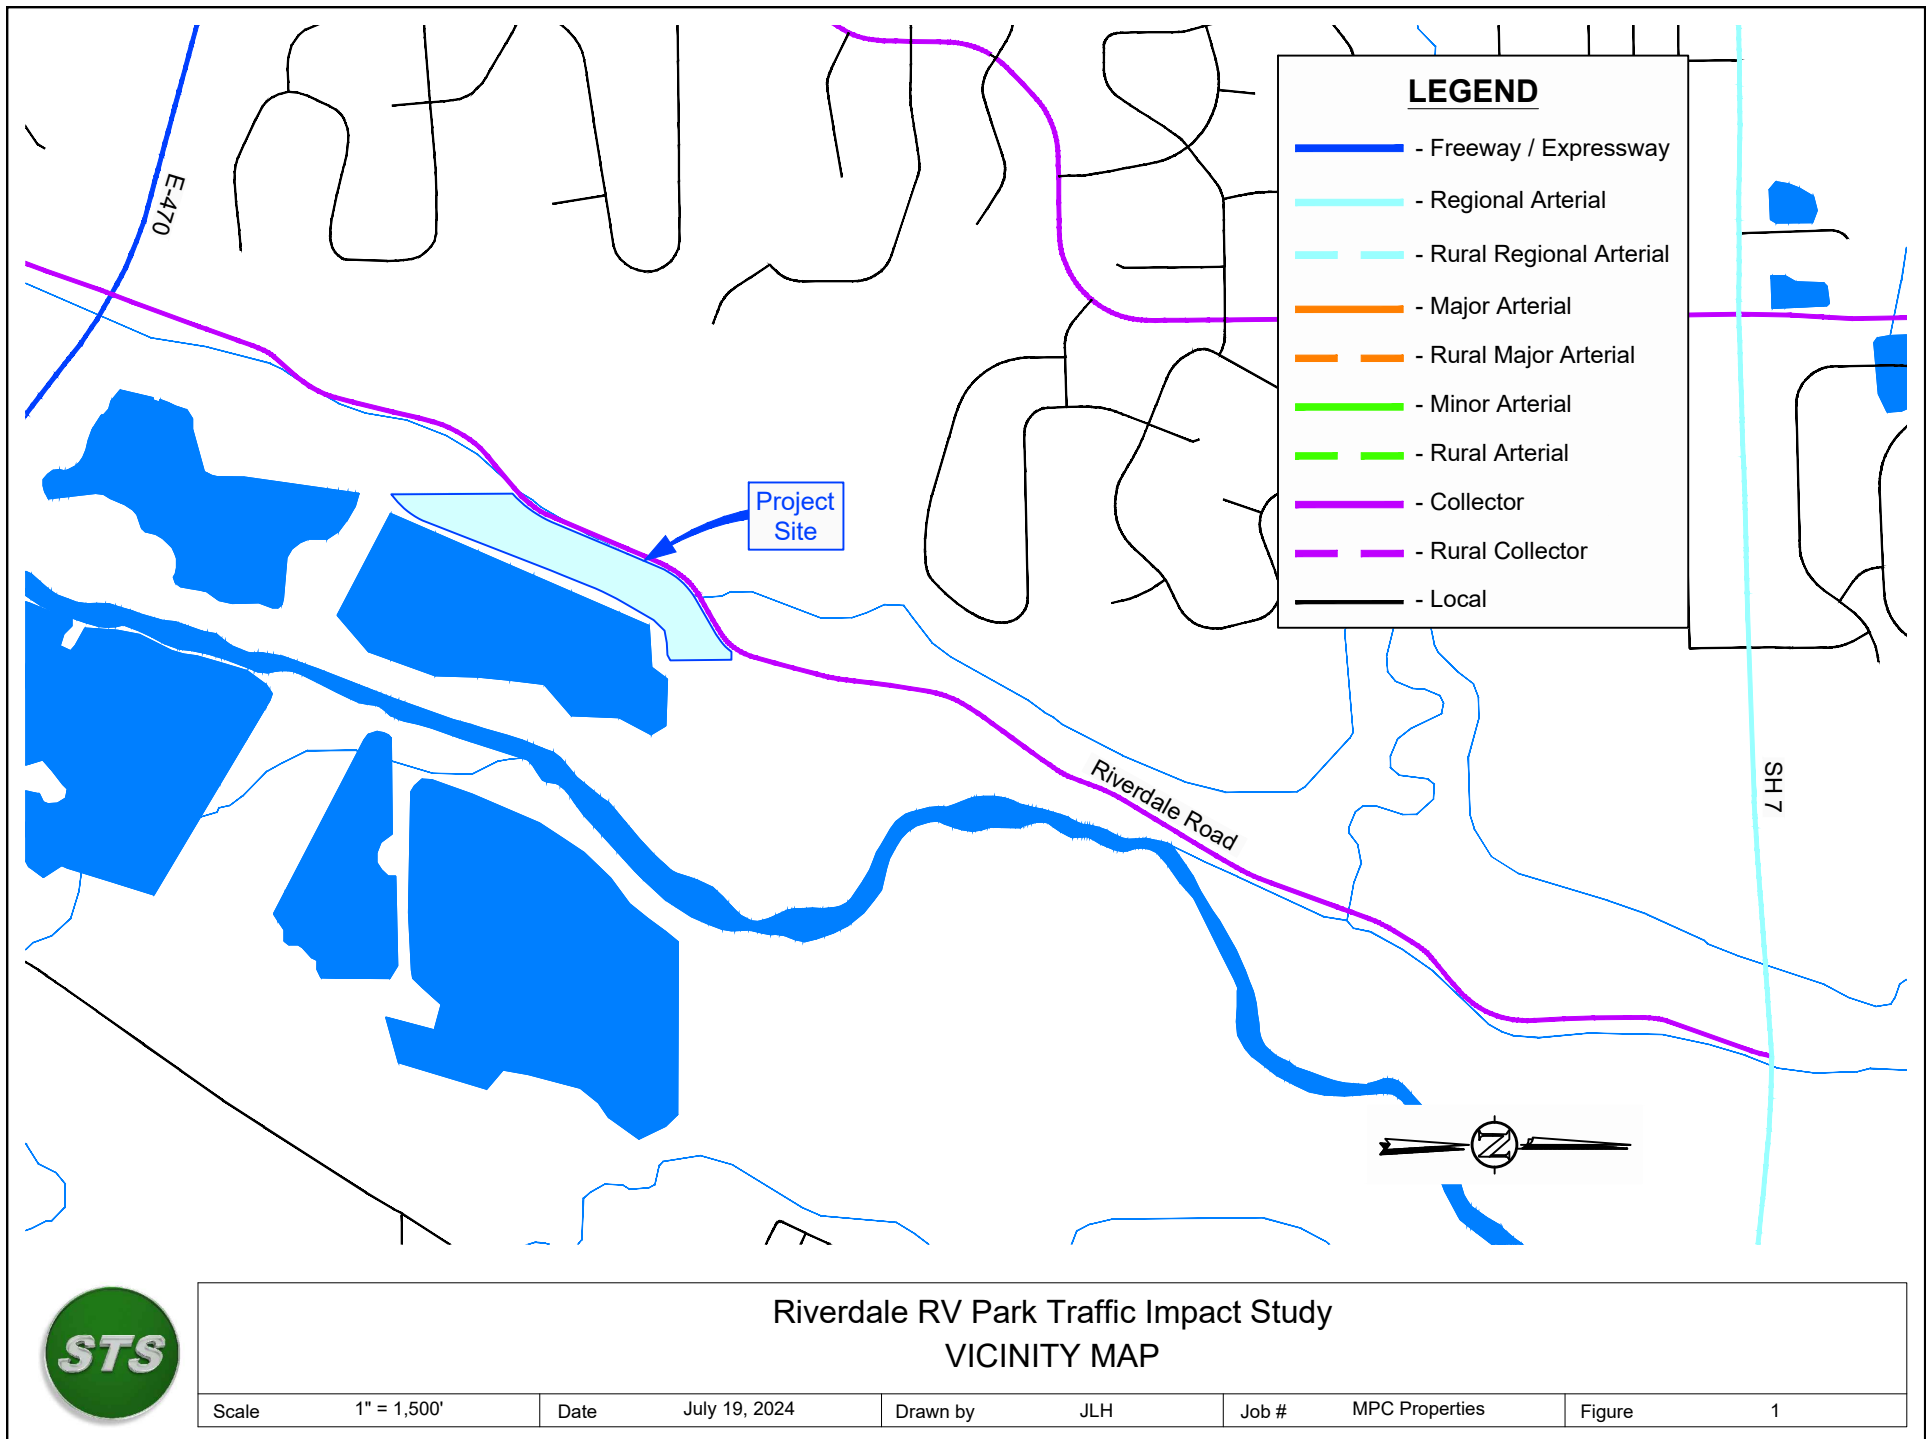 LEGEND
- Freeway / Expressway
- Regional Arterial
- Rural Regional Arterial
- Major Arterial
- Rural Major Arterial
- Minor Arterial
- Rural Arterial
- Collector
- Rural Collector
- Local
E-470
Project
Site
Riverdale Road
SH 7
N
STS
Riverdale RV Park Traffic Impact Study
VICINITY MAP
Scale 1" = 1,500' Date July 19, 2024 Drawn by JLH Job # MPC Properties Figure 1